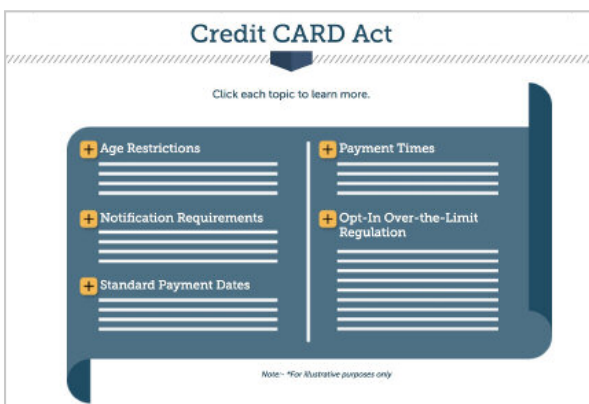 Credit CARD Act
Click each topic to learn more.
Age Restrictions
Notification Requirements
Standard Payment Dates
Payment Times
Opt-In Over-the-Limit
Regulation
Note:- *For illustrative purposes only